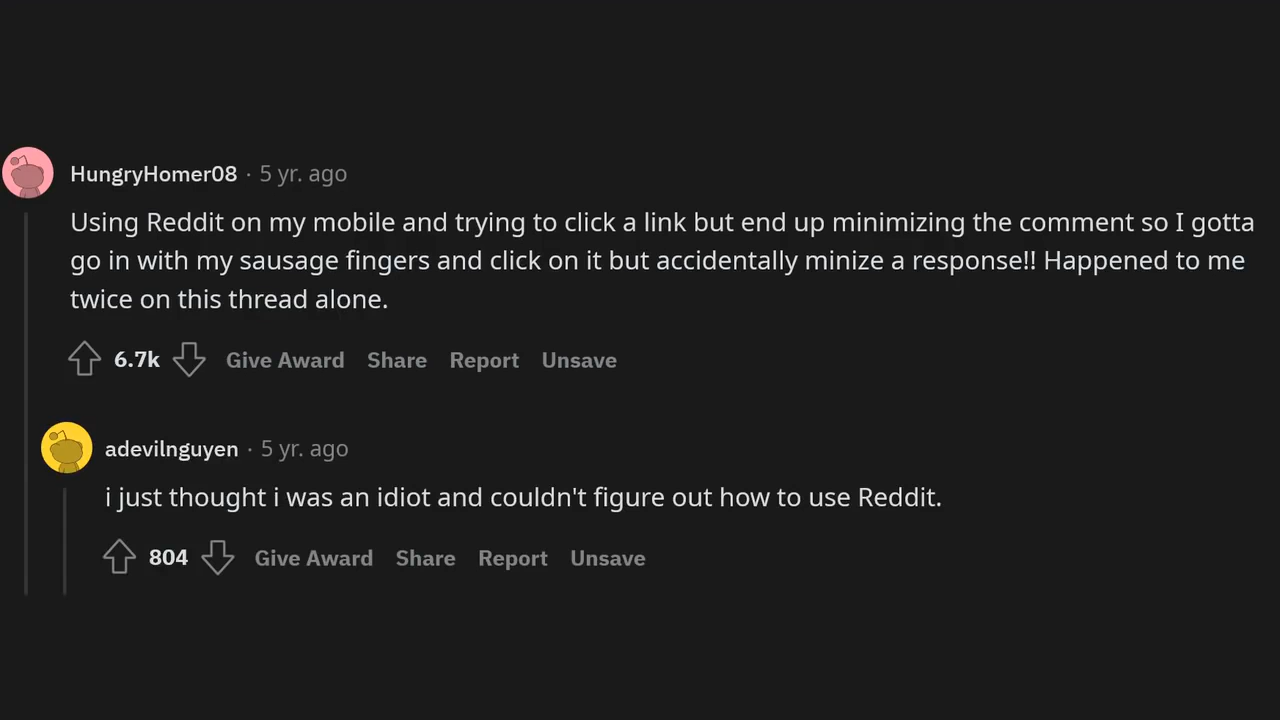 HungryHomer08 · 5 yr. ago
Using Reddit on my mobile and trying to click a link but end up minimizing the comment so I gotta
go in with my sausage fingers and click on it but accidentally minize a response!! Happened to me
twice on this thread alone.
6.7k Give Award Share Report Unsave
adevilnguyen · 5 yr. ago
i just thought i was an idiot and couldn't figure out how to use Reddit.
804 Give Award Share Report Unsave